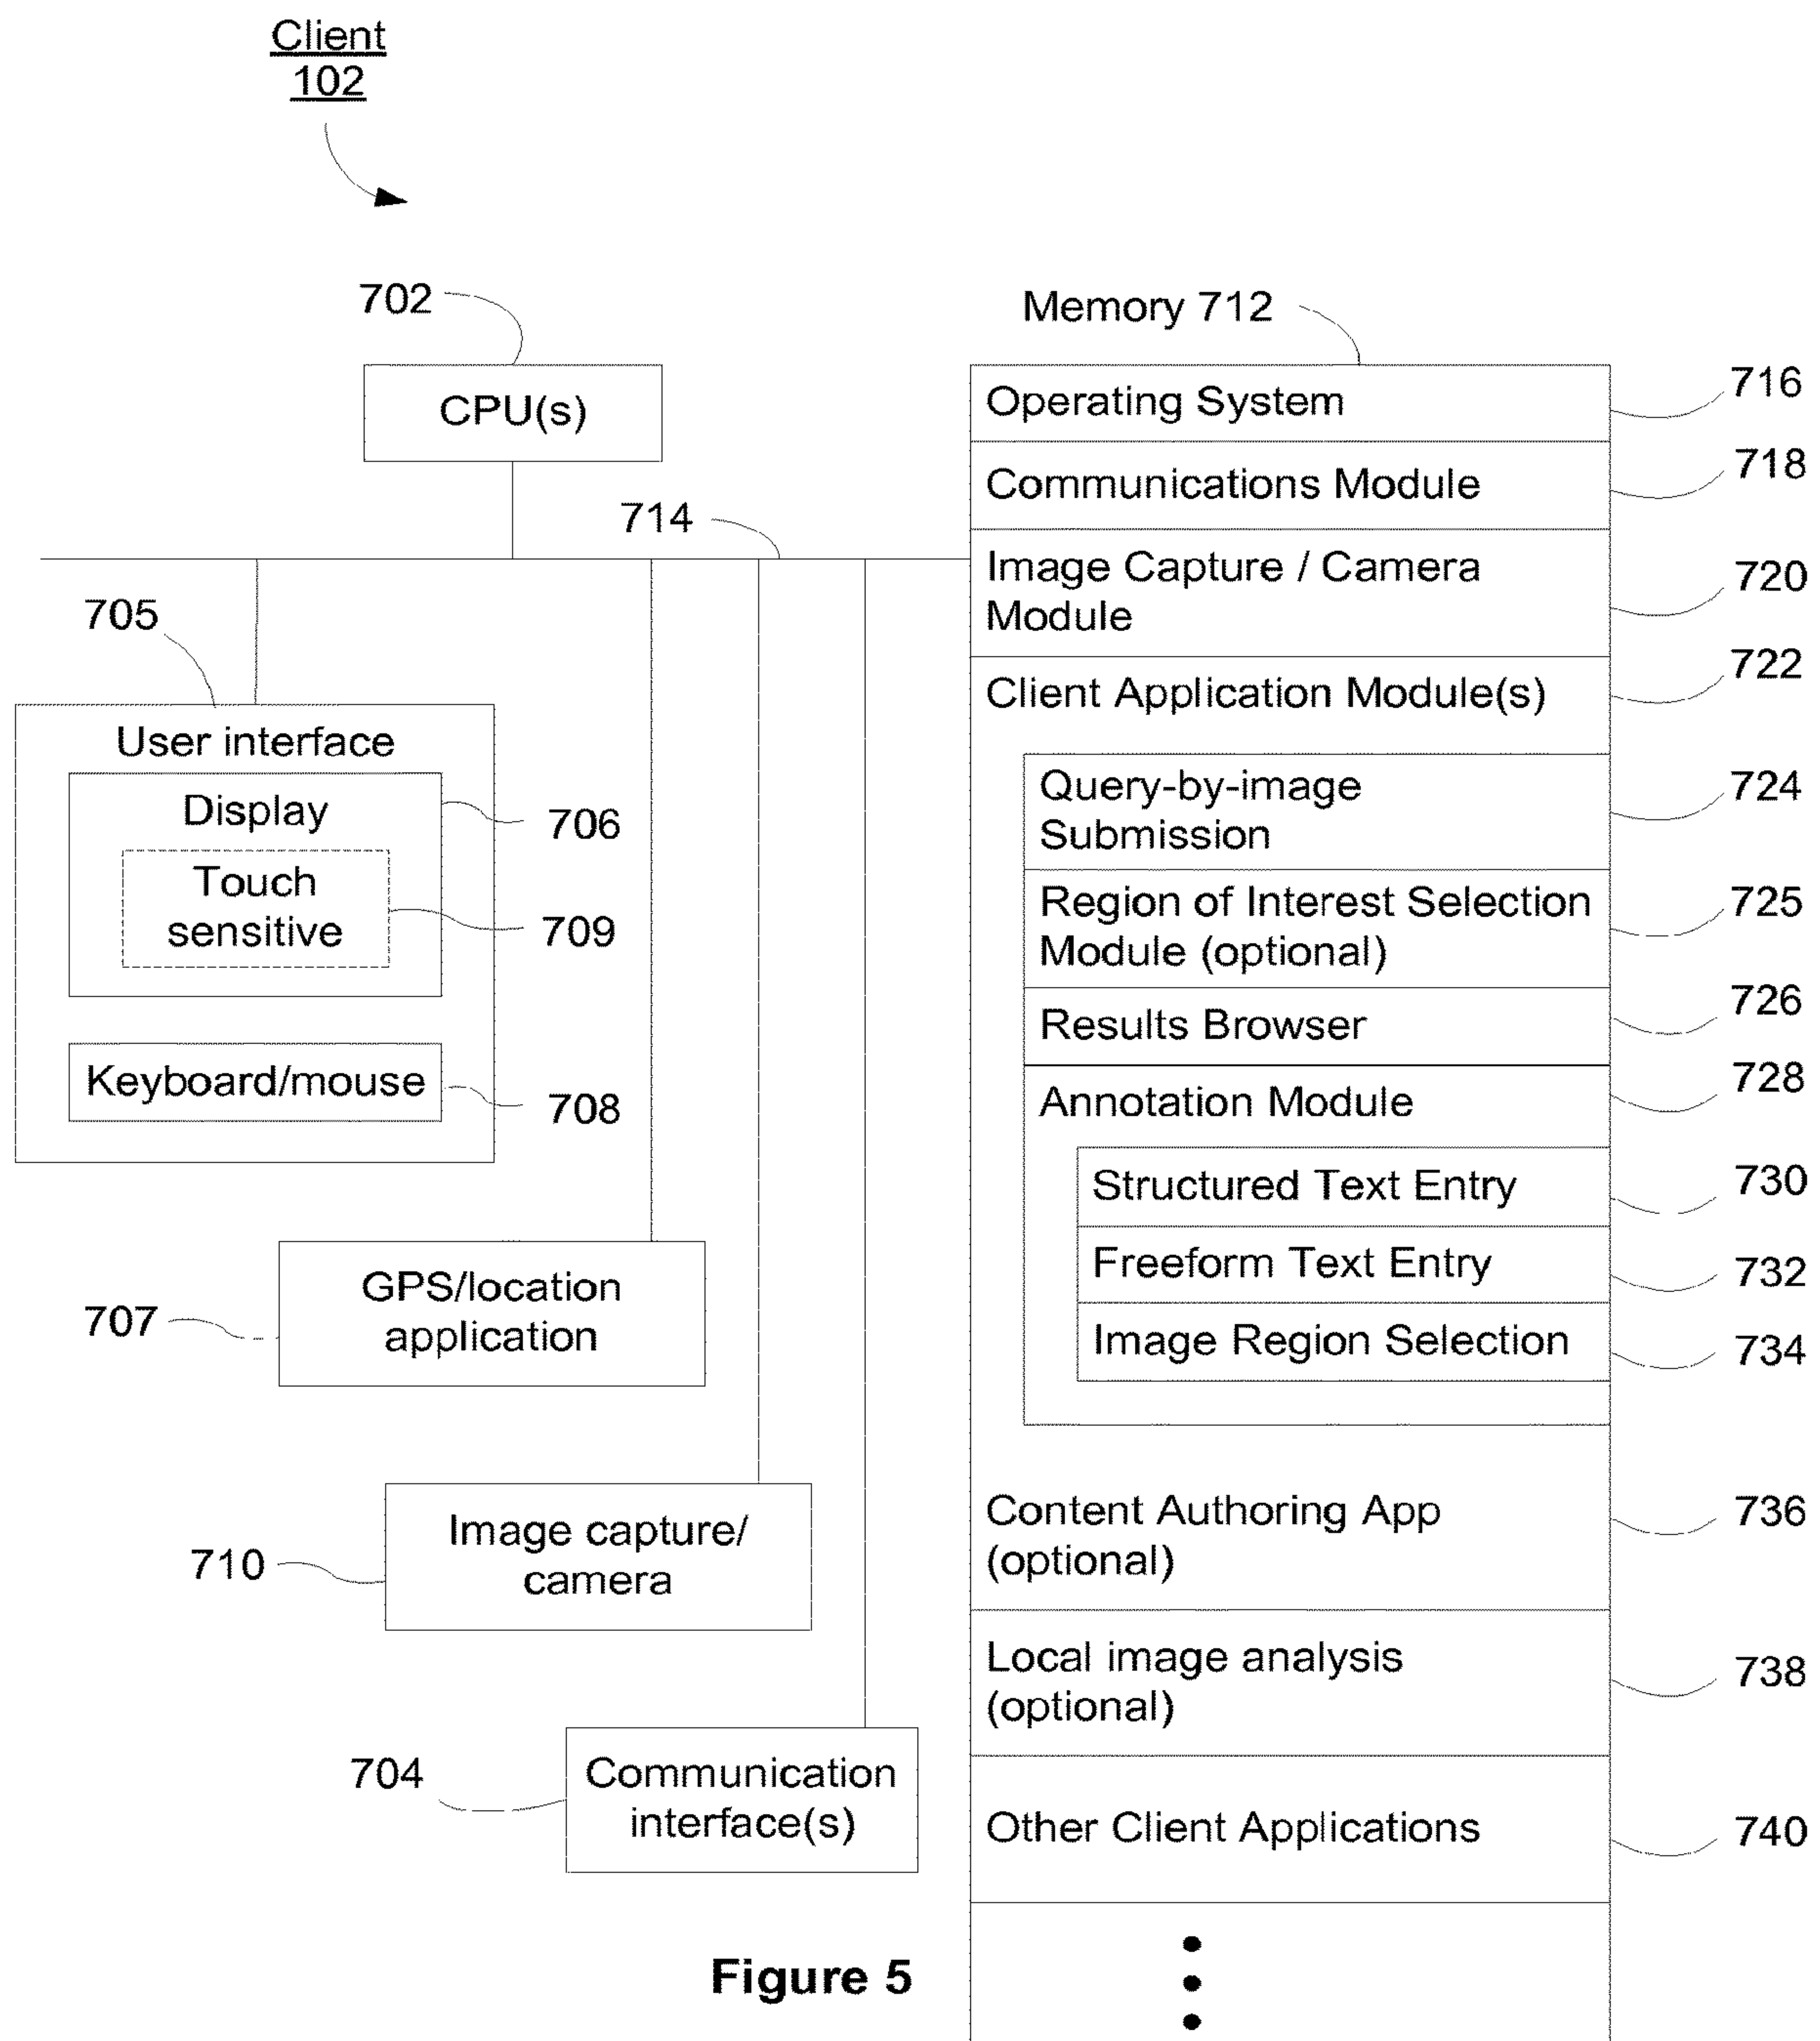 Client
102
702
CPU(s)
714
705
User interface
Display
706
Touch
sensitive
709
Keyboard/mouse
708
GPS/location
application
707
Image capture/
camera
710
704
Communication
interface(s)
Memory 712
Operating System
716
Communications Module
718
Image Capture / Camera
Module
720
Client Application Module(s)
722
Query-by-image
Submission
724
Region of Interest Selection
Module (optional)
725
Results Browser
726
Annotation Module
728
Structured Text Entry
730
Freeform Text Entry
732
Image Region Selection
734
Content Authoring App
(optional)
736
Local image analysis
(optional)
738
Other Client Applications
740
Figure 5